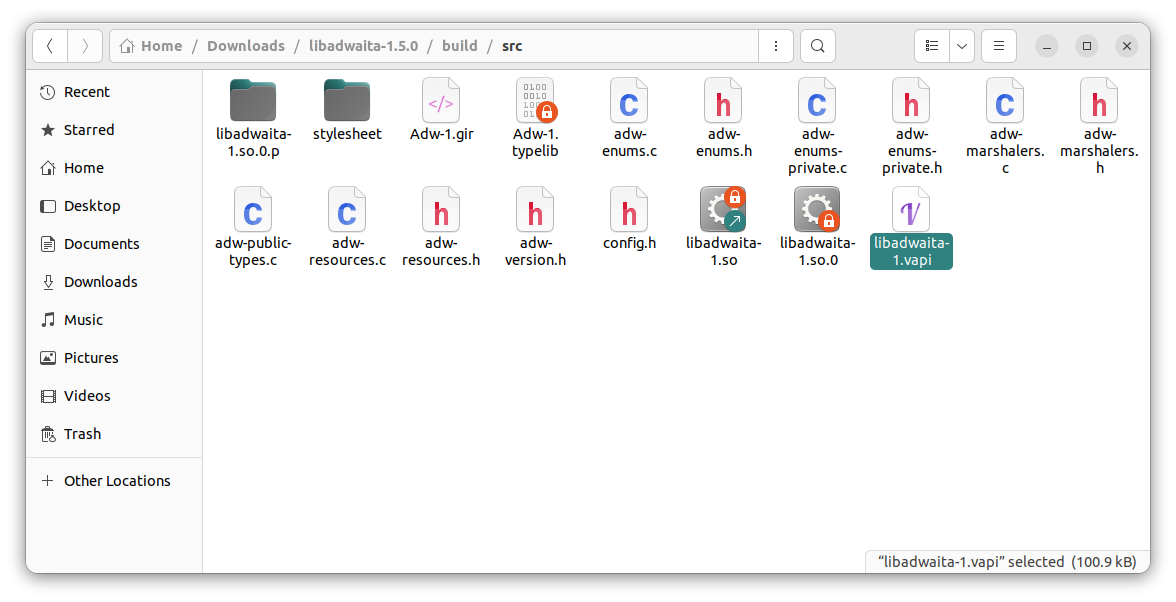 Home / Downloads / libadwaita-1.5.0 / build / src
Recent
Starred
Home
Desktop
Documents
Downloads
Music
Pictures
Videos
Trash
Other Locations
libadwaita-
1.so.0.p
stylesheet
</>
Adw-1.gir
0100
0010
Adw-1.
typelib
C
adw-
enums.c
h
adw-
enums.h
C
adw-
enums-
private.c
h
adw-
enums-
private.h
C
adw-
marshalers.
c
h
adw-
marshalers.
h
C
adw-public-
types.c
C
adw-
resources.c
h
adw-
resources.h
h
adw-
version.h
h
config.h
libadwaita-
1.so
libadwaita-
1.so.0
V
libadwaita-
1.vapi
“libadwaita-1.vapi” selected (100.9 kB)